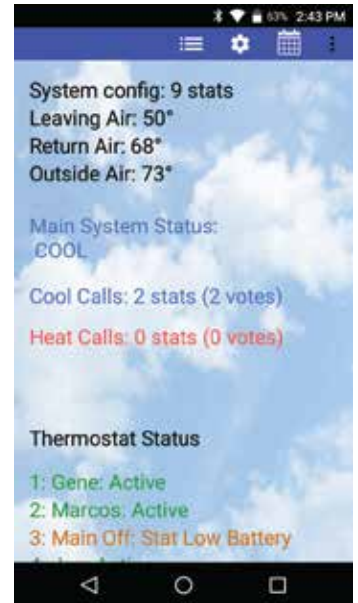 63% 2:43 PM
System config: 9 stats
Leaving Air: 50°
Return Air: 68°
Outside Air: 73°
Main System Status:
COOL
Cool Calls: 2 stats (2 votes)
Heat Calls: 0 stats (0 votes)
Thermostat Status
1: Gene: Active
2: Marcos: Active
3: Main Off: Stat Low Battery